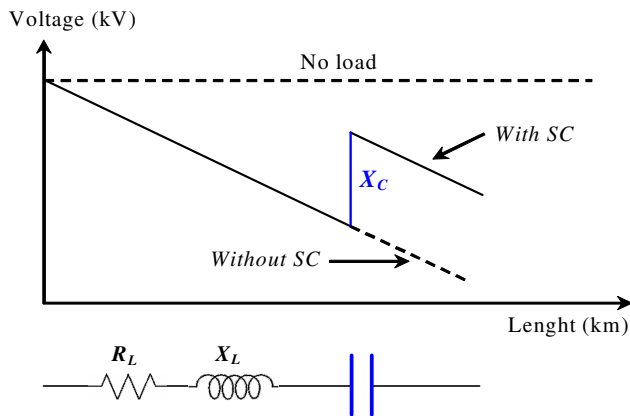 Voltage (kV)
No load
With SC
X_C
Without SC
Lenght (km)
R_L
X_L